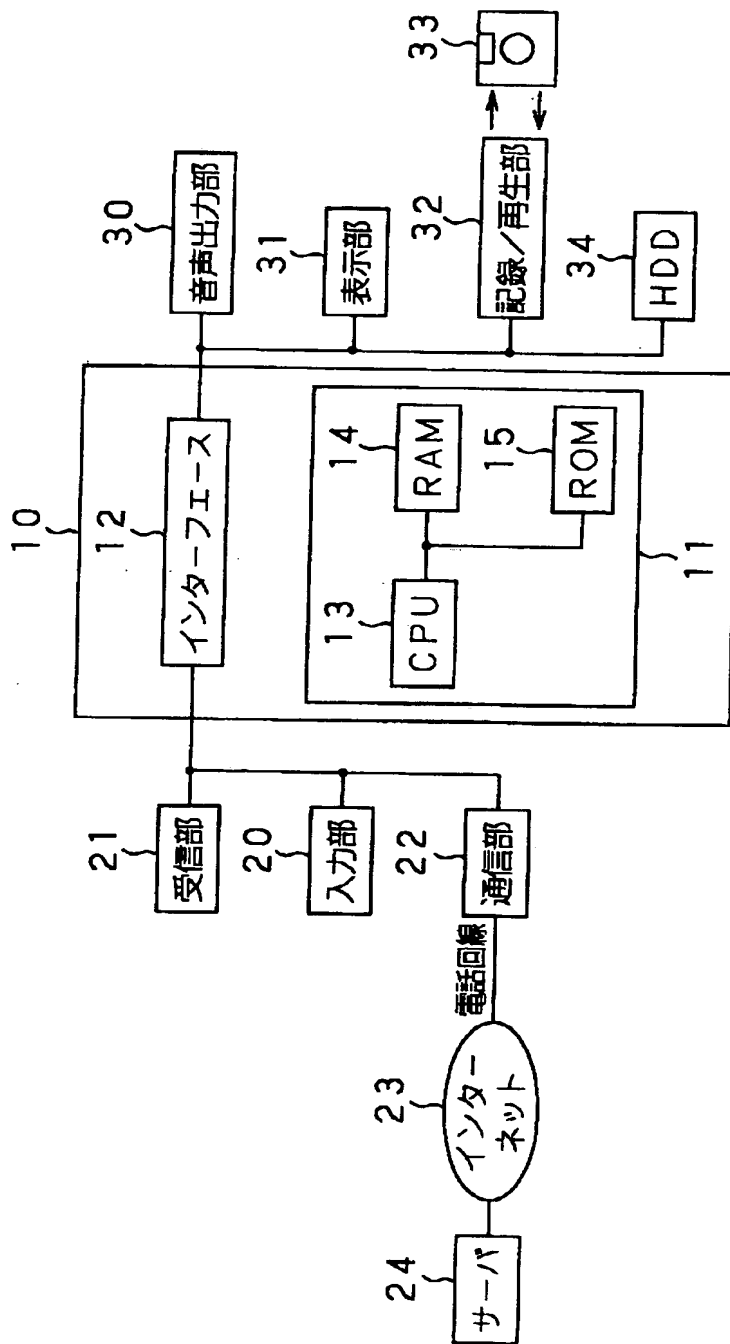 10
12
インターフェース
21
受信部
20
入力部
22
通信部
電話回線
23
インター
ネット
24
サーバ
13
CPU
14
RAM
15
ROM
11
30
音声出力部
31
表示部
32
記録/再生部
33
34
HDD